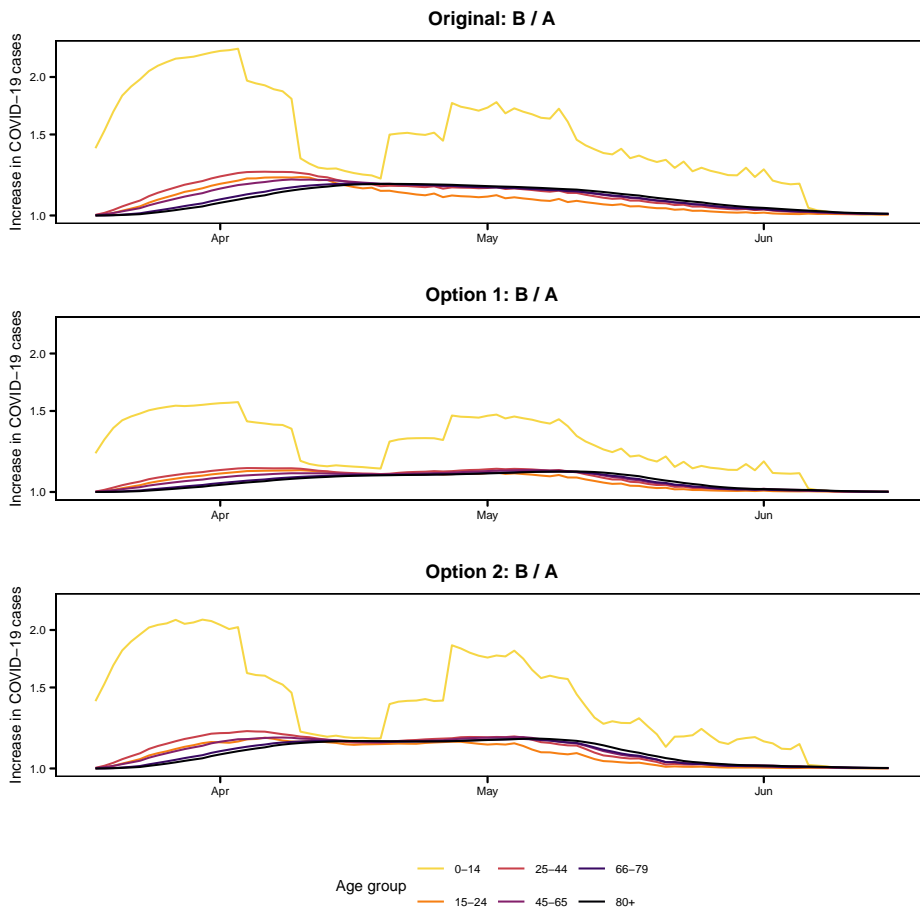 Original: B / A
Increase in COVID−19 cases
2.0
1.5
1.0
Apr
May
Jun
Option 1: B / A
Increase in COVID−19 cases
2.0
1.5
1.0
Apr
May
Jun
Option 2: B / A
Increase in COVID−19 cases
2.0
1.5
1.0
Apr
May
Jun
Age group
0−14
25−44
66−79
15−24
45−65
80+